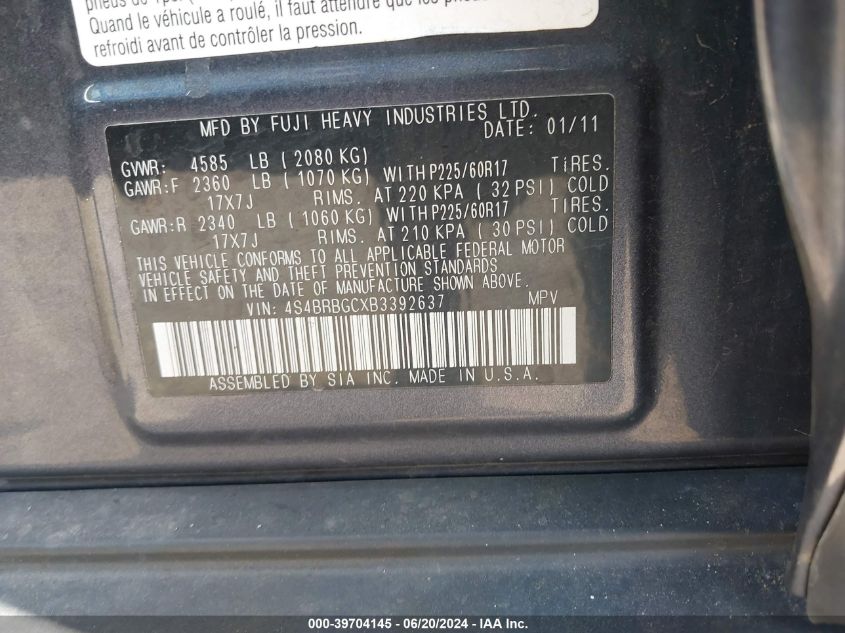 pneus de
Quand le véhicule a roulé, il faut attendre que les pneus
refroidi avant de contrôler la pression.
MFD BY FUJI HEAVY INDUSTRIES LTD.
DATE: 01/11
GVWR: 4585 LB (2080 KG)
GAWR:F 2360 LB (1070 KG) WITH P225/60R17 TIRES.
17X7J RIMS. AT 220 KPA (32 PSI) COLD
GAWR:R 2340 LB (1060 KG) WITH P225/60R17 TIRES.
17X7J RIMS. AT 210 KPA (30 PSI) COLD
THIS VEHICLE CONFORMS TO ALL APPLICABLE FEDERAL MOTOR
VEHICLE SAFETY AND THEFT PREVENTION STANDARDS
IN EFFECT ON THE DATE OF MANUFACTURE SHOWN ABOVE.
VIN: 4S4BRBGCXB3392637 MPV
ASSEMBLED BY SIA INC. MADE IN U.S.A.
000-39704145 - 06/20/2024 - IAA Inc.